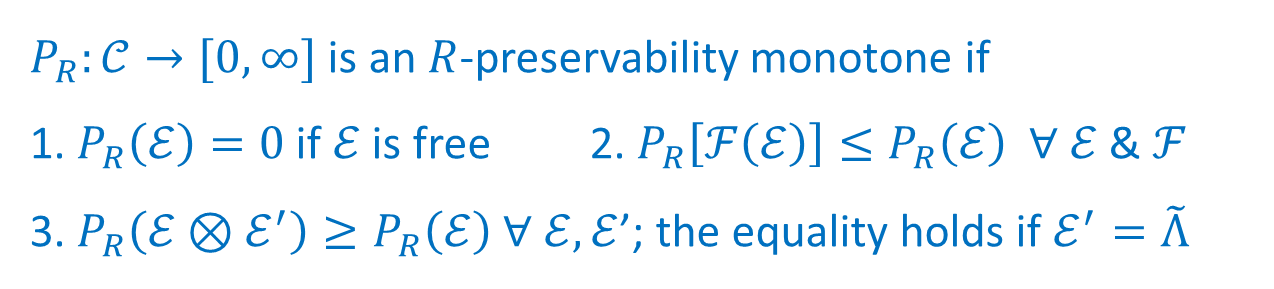 P_R: 𝒞 → [0, ∞] is an R-preservability monotone if
1. P_R(ℰ) = 0 if ℰ is free 2. P_R[ℱ(ℰ)] ≤ P_R(ℰ) ∀ ℰ & ℱ
3. P_R(ℰ ⊗ ℰ′) ≥ P_R(ℰ) ∀ ℰ, ℰ’; the equality holds if ℰ′ = Λ̃